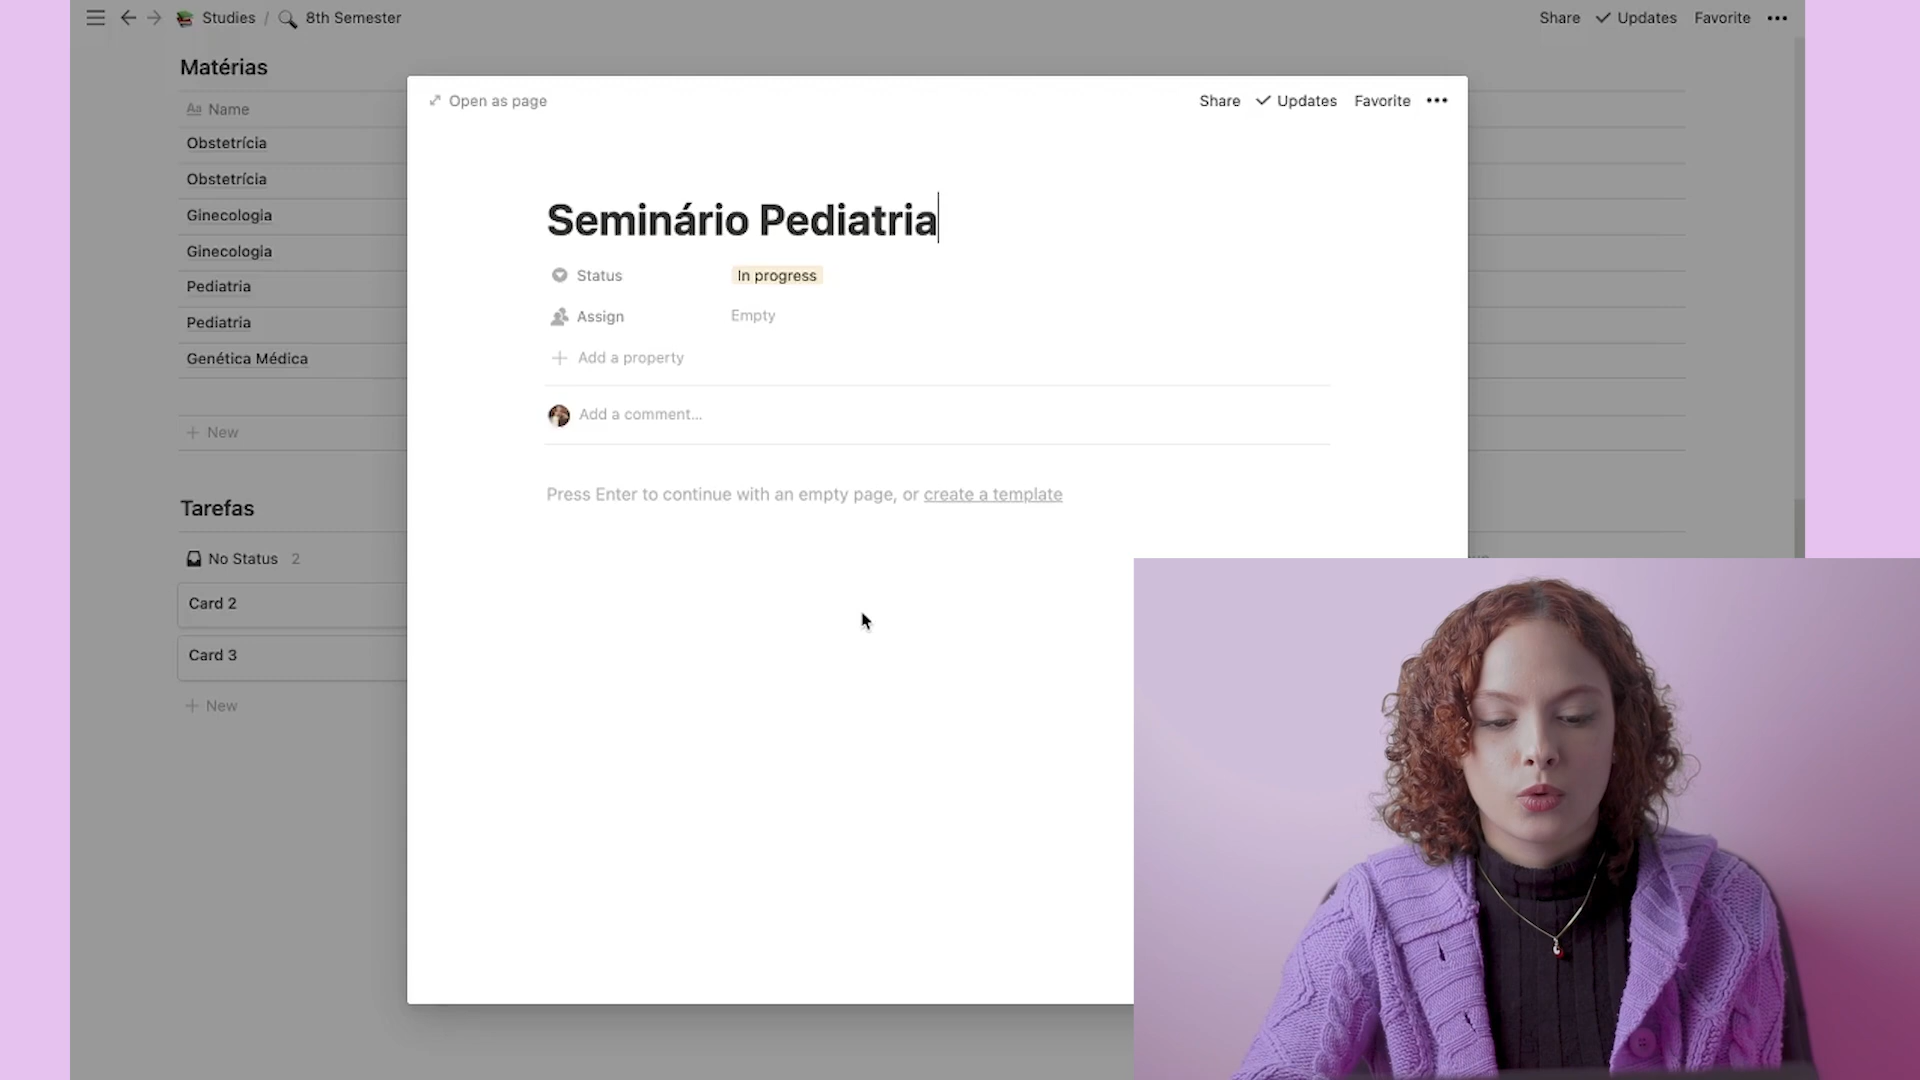 Studies / 8th Semester
Share Updates Favorite
Matérias
Aa Name
Obstetrícia
Obstetrícia
Ginecologia
Ginecologia
Pediatria
Pediatria
Genética Médica
+ New
Tarefas
No Status 2
Card 2
Card 3
+ New
Open as page
Share Updates Favorite
Seminário Pediatria
Status In progress
Assign Empty
+ Add a property
Add a comment...
Press Enter to continue with an empty page, or create a template